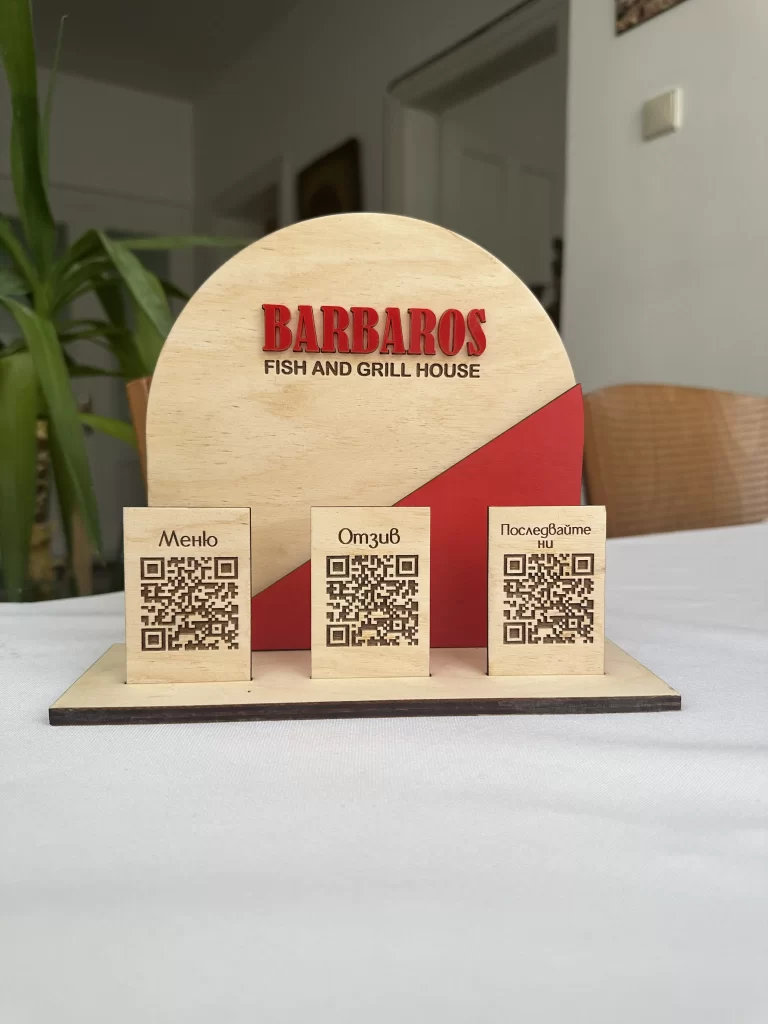 BARBAROS
FISH AND GRILL HOUSE
Меню
Отзив
Последвайте
ни